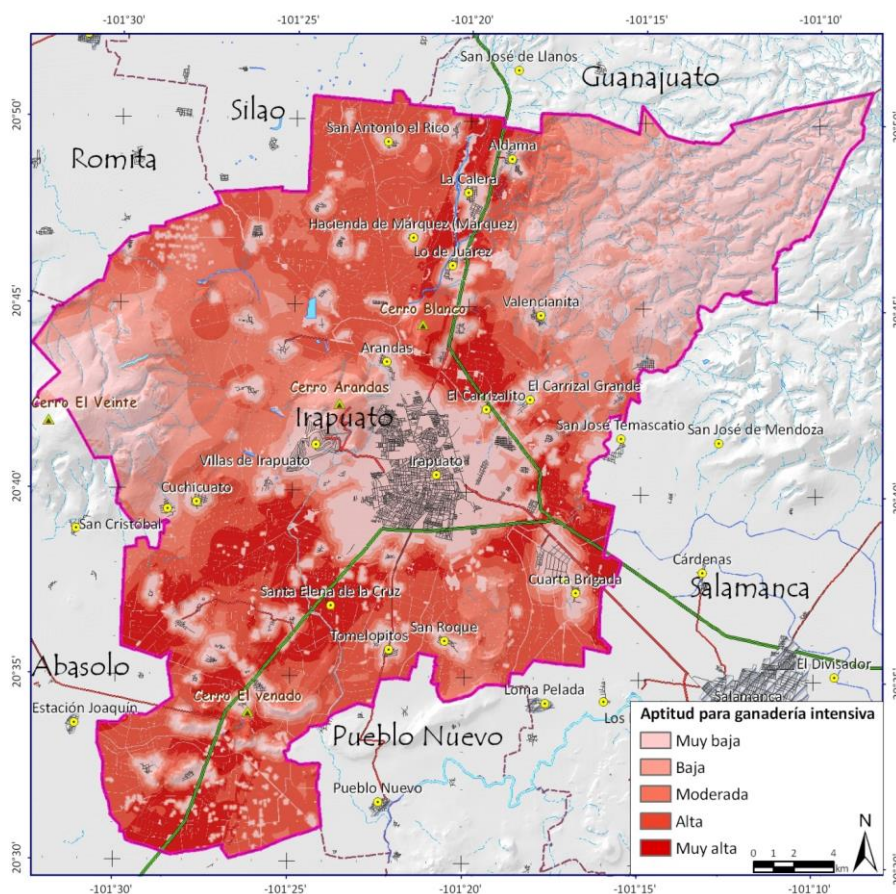 -101°30' -101°25' -101°20' -101°15' -101°10'
San José de Llanos
Guanajuato
Silao
20°50'
Romita
San Antonio el Rico
Aldama
La Calera
Hacienda de Márquez (Márquez)
Lo de Juárez
20°45'
Cerro Blanco
Valencianita
Arandas
Cerro Arandas
El Carrizal Grande
Cerro El Veinte
El Carrizalito
Irapuato
San José Temascatio
San José de Mendoza
Villas de Irapuato
Irapuato
20°40'
Cuchicuato
San Cristóbal
Cárdenas
Cuarta Brigada
Salamanca
Santa Elena de la Cruz
San Roque
Tomelopitos
20°35'
Abasolo
El Divisador
Cerro El Venado
Salamanca
Loma Pelada
Estación Joaquín
Los
Pueblo Nuevo
Pueblo Nuevo
20°30'
Aptitud para ganadería intensiva
Muy baja
Baja
Moderada
Alta
Muy alta
N
0 2 4
km
-101°30' -101°25' -101°20' -101°15' -101°10'